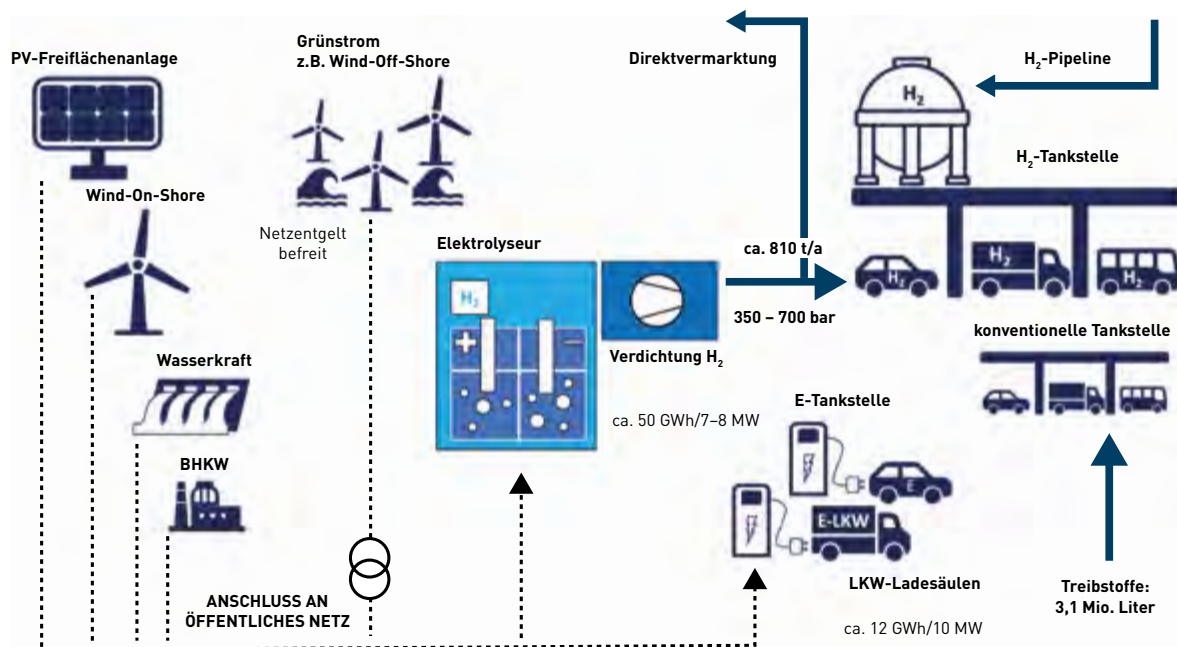 PV-Freiflächenanlage
Grünstrom
z.B. Wind-Off-Shore
Direktvermarktung
H₂-Pipeline
H₂
H₂-Tankstelle
Wind-On-Shore
Netzentgelt
befreit
Elektrolyseur
ca. 810 t/a
H₂
H₂
H₂
H₂
+
–
350 – 700 bar
konventionelle Tankstelle
Verdichtung H₂
Wasserkraft
E-Tankstelle
ca. 50 GWh/7–8 MW
BHKW
E
E-LKW
LKW-Ladesäulen
Treibstoffe:
3,1 Mio. Liter
ANSCHLUSS AN
ÖFFENTLICHES NETZ
ca. 12 GWh/10 MW